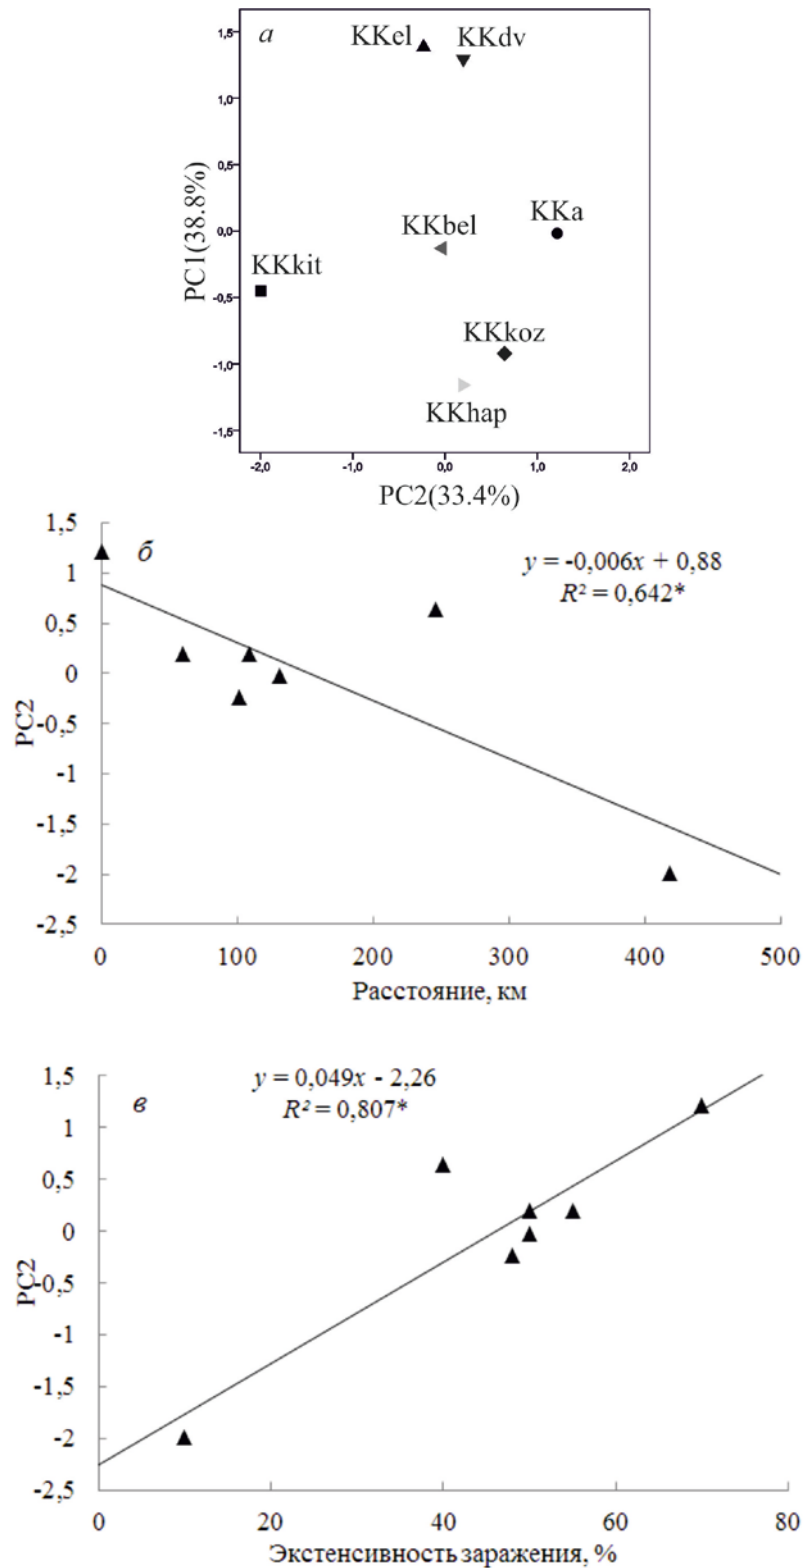 а
KKel
KKdv
KKa
KKbel
KKkit
KKkoz
KKhap
PC1(38.8%)
1,5
1,0
0,5
0,0
-0,5
-1,0
-1,5
-2,0 -1,0 0,0 1,0 2,0
PC2(33.4%)
б
y = -0,006x + 0,88
R² = 0,642*
PC2
1,5
1
0,5
0
-0,5
-1
-1,5
-2
-2,5
0 100 200 300 400 500
Расстояние, км
в
y = 0,049x - 2,26
R² = 0,807*
PC2
1,5
1
0,5
0
-0,5
-1
-1,5
-2
-2,5
0 20 40 60 80
Экстенсивность заражения, %